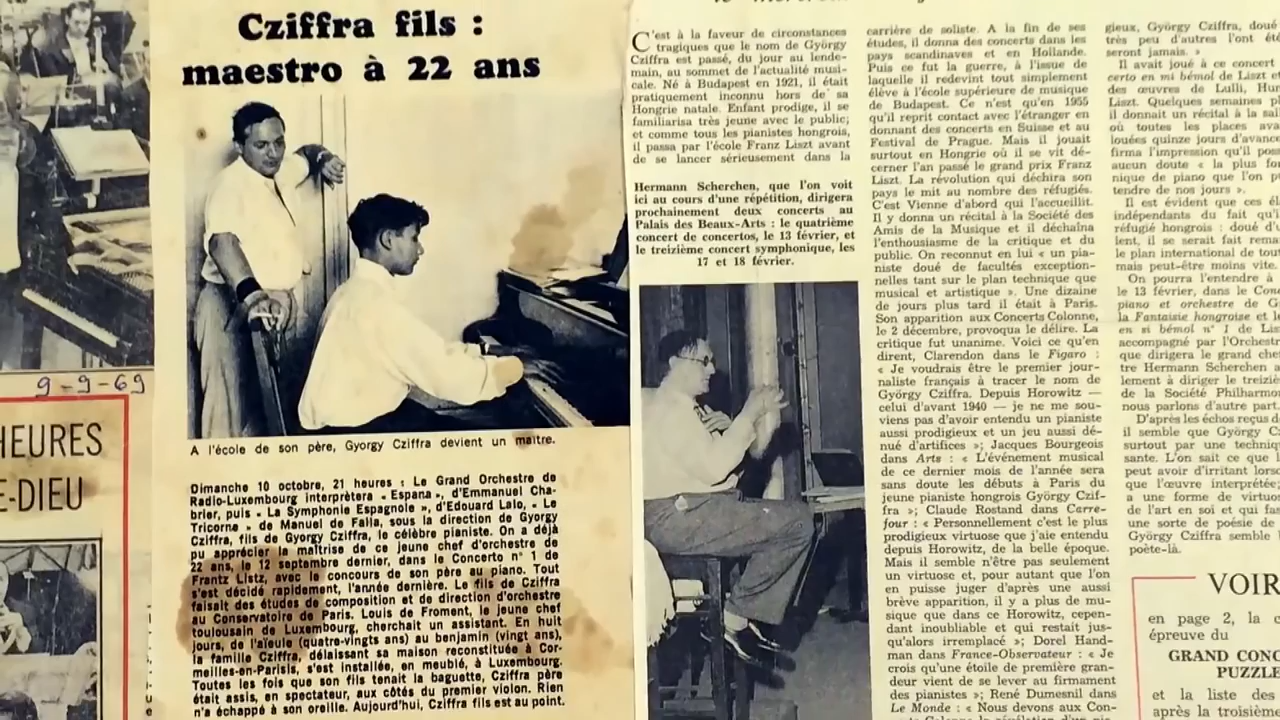 Cziffra fils :
maestro à 22 ans
A l'école de son père, Gyorgy Cziffra devient un maître.
Dimanche 10 octobre, 21 heures : Le Grand Orchestre de
Radio-Luxembourg interprètera « Espana », d'Emmanuel Cha-
brier, puis « La Symphonie Espagnole », d'Edouard Lalo, « Le
Tricorne » de Manuel de Falla, sous la direction de Gyorgy
Cziffra, fils de Gyorgy Cziffra, le célèbre pianiste. On a déjà
pu apprécier la maîtrise de ce jeune chef d'orchestre de
22 ans, le 12 septembre dernier, dans le Concerto n° 1 de
Frantz Listz, avec le concours de son père au piano. Tout
s'est décidé rapidement, l'année dernière. Le fils de Cziffra
faisait des études de composition et de direction d'orchestre
au Conservatoire de Paris. Louis de Froment, le jeune chef
toulousain de Luxembourg, cherchait un assistant. En huit
jours, de l'aïeule (quatre-vingts ans) au benjamin (vingt ans),
la famille Cziffra, délaissant sa maison reconstituée à Cor-
meilles-en-Parisis, s'est installée, en meublé, à Luxembourg.
Toutes les fois que son fils tenait la baguette, Cziffra père
était assis, en spectateur, aux côtés du premier violon. Rien
n'a échappé à son oreille. Aujourd'hui, Cziffra fils est au point.
9-9-69
HEURES
E-DIEU
C'est à la faveur de circonstances
tragiques que le nom de György
Cziffra est passé, du jour au lende-
main, au sommet de l'actualité musi-
cale. Né à Budapest en 1921, il était
pratiquement inconnu hors de sa
Hongrie natale. Enfant prodige, il se
familiarisa très jeune avec le public;
et comme tous les pianistes hongrois,
il passa par l'école Franz Liszt avant
de se lancer sérieusement dans la
Hermann Scherchen, que l'on voit
ici au cours d'une répétition, dirigera
prochainement deux concerts au
Palais des Beaux-Arts : le quatrième
concert de concertos, le 13 février, et
le treizième concert symphonique, les
17 et 18 février.
carrière de soliste. A la fin de ses
études, il donna des concerts dans les
pays scandinaves et en Hollande.
Puis ce fut la guerre, à l'issue de
laquelle il redevint tout simplement
élève à l'école supérieure de musique
de Budapest. Ce n'est qu'en 1955
qu'il reprit contact avec l'étranger en
donnant des concerts en Suisse et au
Festival de Prague. Mais il jouait
surtout en Hongrie où il se vit dé-
cerner l'an passé le grand prix Franz
Liszt. La révolution qui déchira son
pays le mit au nombre des réfugiés.
C'est Vienne d'abord qui l'accueillit.
Il y donna un récital à la Société des
Amis de la Musique et il déchaîna
l'enthousiasme de la critique et du
public. On reconnut en lui « un pia-
niste doué de facultés exception-
nelles tant sur le plan technique que
musical et artistique ». Une dizaine
de jours plus tard il était à Paris.
Son apparition aux Concerts Colonne,
le 2 décembre, provoqua le délire. La
critique fut unanime. Voici ce qu'en
dirent, Clarendon dans le Figaro :
« Je voudrais être le premier jour-
naliste français à tracer le nom de
György Cziffra. Depuis Horowitz —
celui d'avant 1940 — je ne me sou-
viens pas d'avoir entendu un pianiste
aussi prodigieux et un jeu aussi dé-
nué d'artifices »; Jacques Bourgeois
dans Arts : « L'événement musical
de ce dernier mois de l'année sera
sans doute les débuts à Paris du
jeune pianiste hongrois György Czif-
fra »; Claude Rostand dans Carre-
four : « Personnellement c'est le plus
prodigieux virtuose que j'aie entendu
depuis Horowitz, de la belle époque.
Mais il semble n'être pas seulement
un virtuose et, pour autant que l'on
en puisse juger d'après une aussi
brève apparition, il y a plus de mu-
sique que dans ce Horowitz, cepen-
dant inoubliable et qui restait jus-
qu'alors irremplacé »; Dorel Hand-
man dans France-Observateur : « Je
crois qu'une étoile de première gran-
deur vient de se lever au firmament
des pianistes »; René Dumesnil dans
Le Monde : « Nous devons aux Con-
gieux, György Cziffra, doué
très peu d'autres l'ont été
seront jamais. »
Il avait joué à ce concert
certo en mi bémol de Liszt et
des œuvres de Lulli, Hum
Liszt. Quelques semaines pl
il donnait un récital à la sal
où toutes les places ava
louées quinze jours d'avance
firma l'impression qu'il poss
aucun doute « la plus for
nique de piano que l'on pu
tendre de nos jours ».
Il est évident que ces él
indépendants du fait qu'i
réfugié hongrois : doué d'u
lent, il se serait fait rema
le plan international de tout
mais peut-être moins vite.
On pourra l'entendre à
le 13 février, dans le Conc
piano et orchestre de G
la Fantaisie hongroise et le
en si bémol n° 1 de Lis
accompagné par l'Orchestr
que dirigera le grand che
tre Hermann Scherchen a
lement à diriger le treiziè
de la Société Philharmo
nous parlons d'autre part.
D'après les échos reçus d
il semble que György C
surtout par une techniqu
sante. L'on sait ce que l
peut avoir d'irritant lorsq
que l'œuvre interprétée;
a une forme de virtuos
de l'art en soi et qui fas
une sorte de poésie de
György Cziffra semble l
poète-là.
VOIR
en page 2, la c
épreuve du
GRAND CONC
PUZZLE
et la liste des
après la troisième